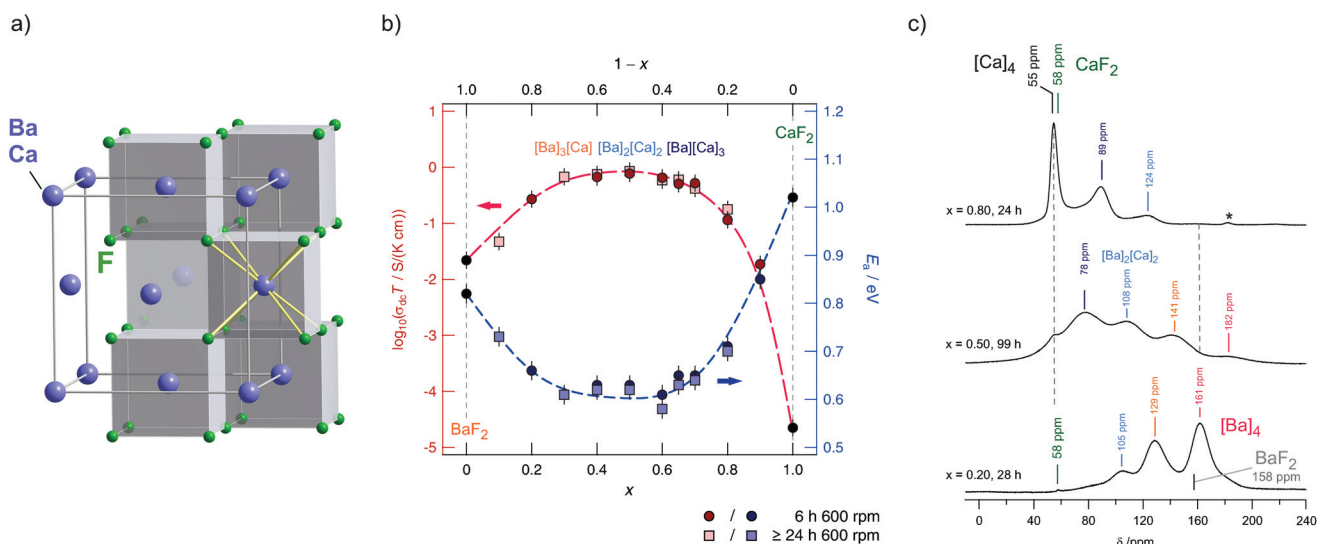 a)
Ba
Ca
F
b)
1 – x
1.0 0.8 0.6 0.4 0.2 0
1
0
-1
-2
-3
-4
-5
log10(σdcT / S/(K cm))
[Ba]3[Ca] [Ba]2[Ca]2 [Ba][Ca]3
CaF2
BaF2
1.2
1.1
1.0
0.9
0.8
0.7
0.6
0.5
Ea / eV
0 0.2 0.4 0.6 0.8 1.0
x
/ 6 h 600 rpm
/ ≥ 24 h 600 rpm
c)
[Ca]4
55 ppm
58 ppm
CaF2
89 ppm
124 ppm
x = 0.80, 24 h
*
[Ba]2[Ca]2
78 ppm
108 ppm
141 ppm
182 ppm
x = 0.50, 99 h
58 ppm
105 ppm
129 ppm
161 ppm
[Ba]4
x = 0.20, 28 h
BaF2
158 ppm
0 40 80 120 160 200 240
δ /ppm